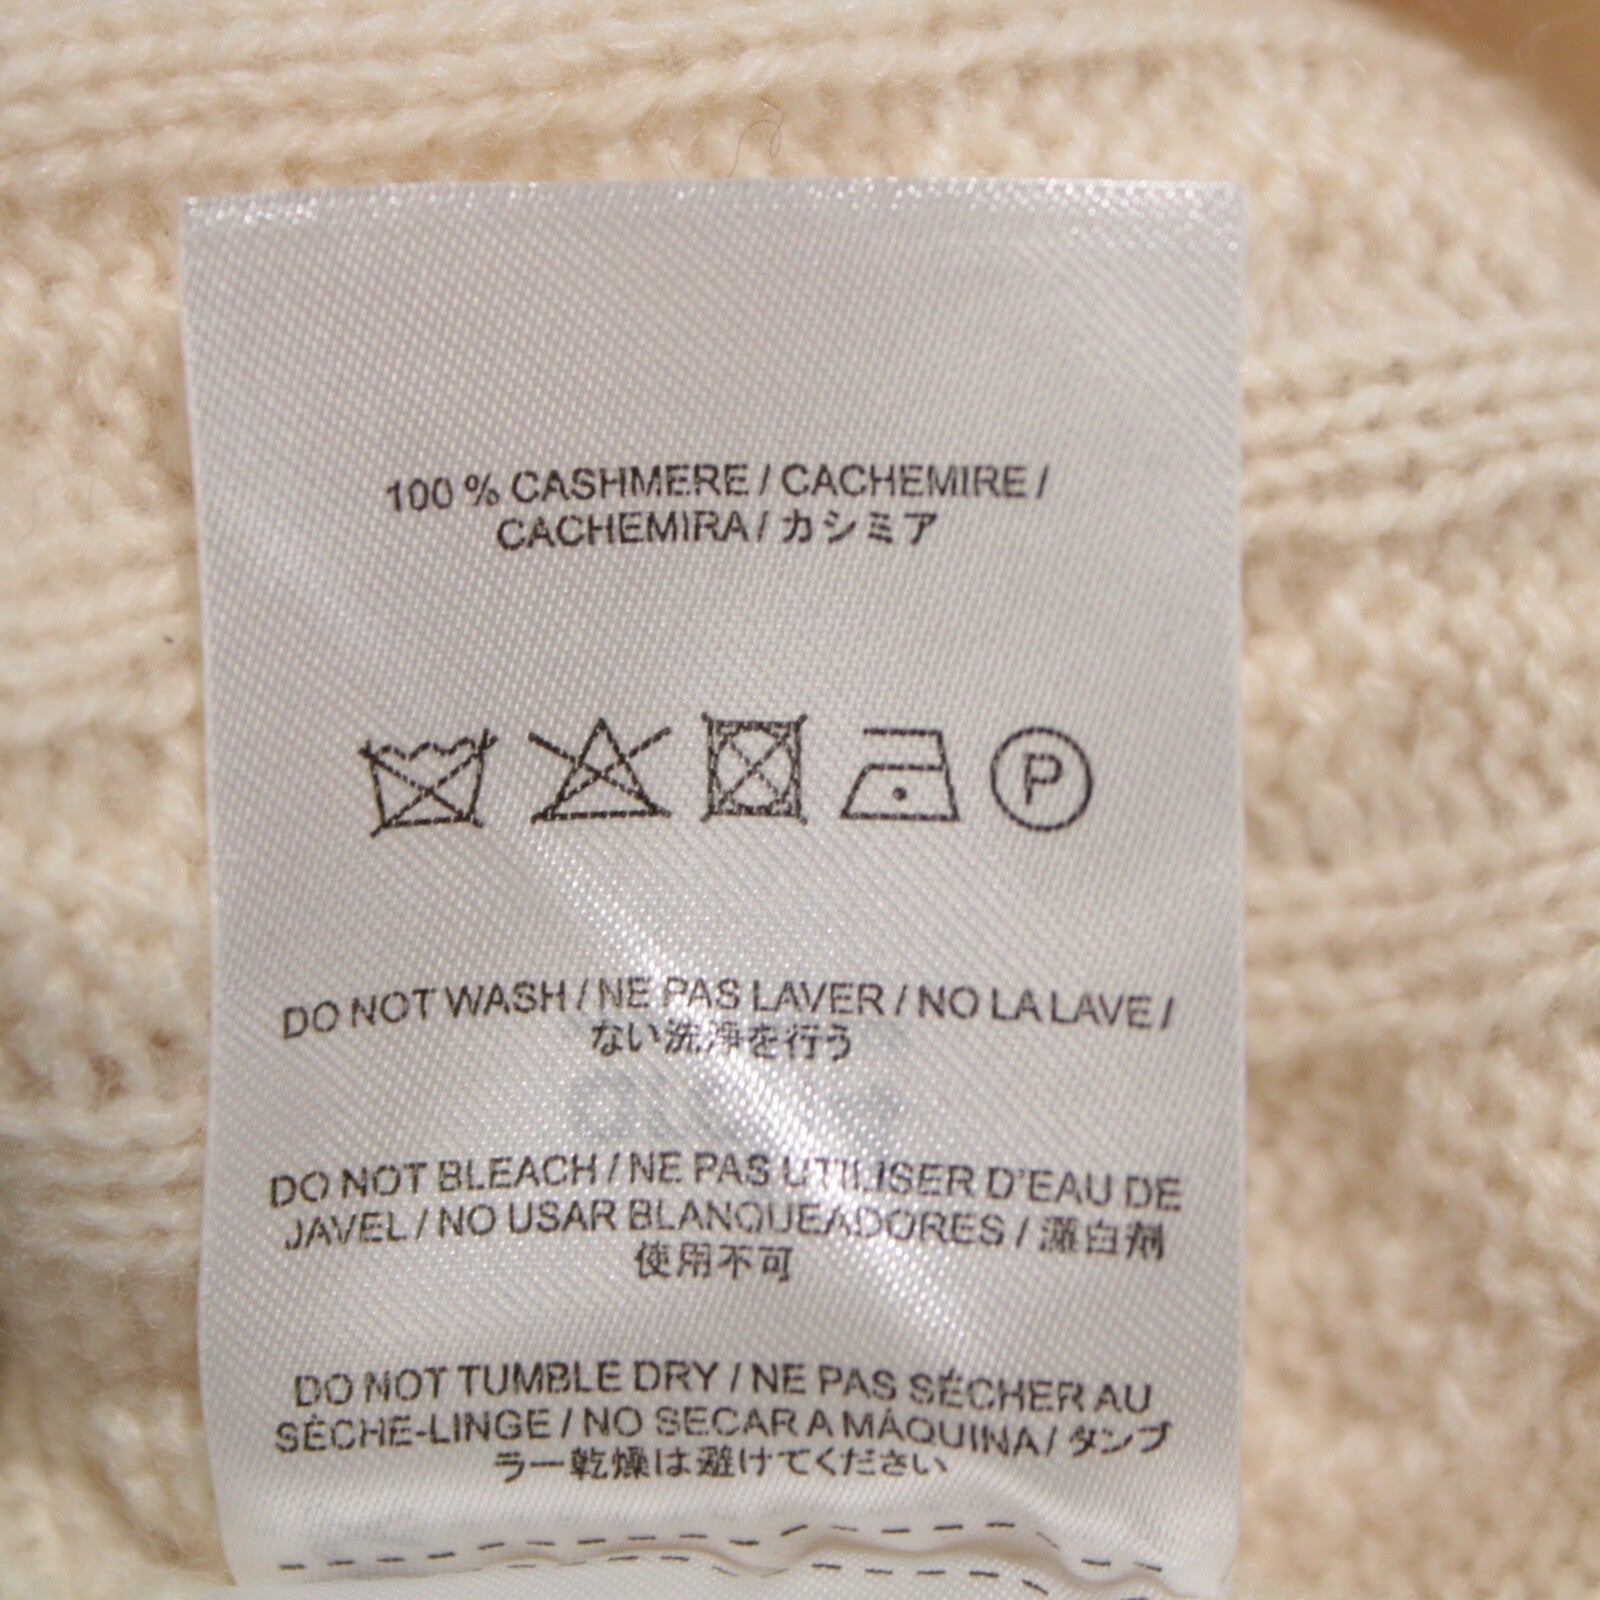 100 % CASHMERE / CACHEMIRE /
CACHEMIRA / カシミア
P
DO NOT WASH / NE PAS LAVER / NO LA LAVE /
ない洗浄を行う
DO NOT BLEACH / NE PAS UTILISER D'EAU DE
JAVEL / NO USAR BLANQUEADORES / 漂白剤
使用不可
DO NOT TUMBLE DRY / NE PAS SÉCHER AU
SÈCHE-LINGE / NO SECAR A MÁQUINA / タンブ
ラー乾燥は避けてください